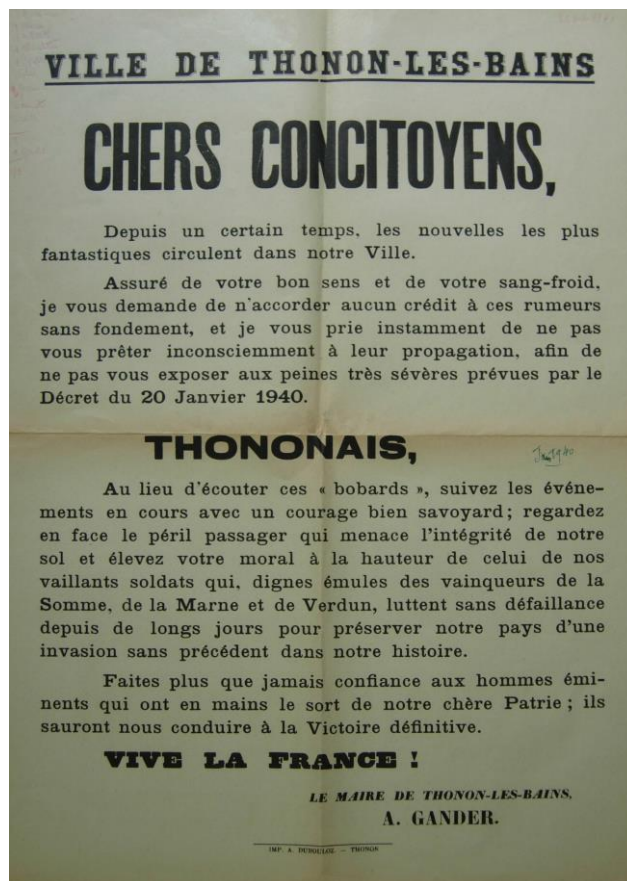 VILLE DE THONON-LES-BAINS
CHERS CONCITOYENS,
Depuis un certain temps, les nouvelles les plus
fantastiques circulent dans notre Ville.
Assuré de votre bon sens et de votre sang-froid,
je vous demande de n'accorder aucun crédit à ces rumeurs
sans fondement, et je vous prie instamment de ne pas
vous prêter inconsciemment à leur propagation, afin de
ne pas vous exposer aux peines très sévères prévues par le
Décret du 20 Janvier 1940.
THONONAIS,
Au lieu d'écouter ces « bobards », suivez les événe-
ments en cours avec un courage bien savoyard ; regardez
en face le péril passager qui menace l'intégrité de notre
sol et élevez votre moral à la hauteur de celui de nos
vaillants soldats qui, dignes émules des vainqueurs de la
Somme, de la Marne et de Verdun, luttent sans défaillance
depuis de longs jours pour préserver notre pays d'une
invasion sans précédent dans notre histoire.
Faites plus que jamais confiance aux hommes émi-
nents qui ont en mains le sort de notre chère Patrie ; ils
sauront nous conduire à la Victoire définitive.
VIVE LA FRANCE !
LE MAIRE DE THONON-LES-BAINS,
A. GANDER.
IMP. A. DUBOULOZ. - THONON